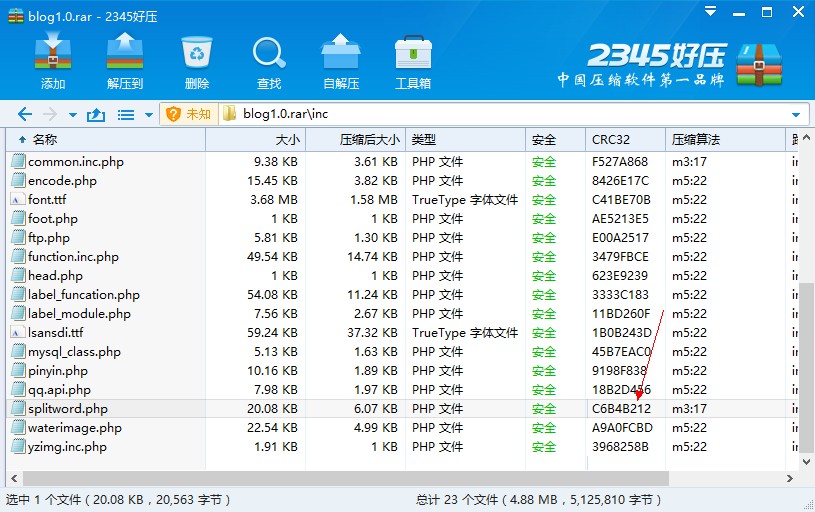 blog1.0.rar - 2345好压
添加 解压到 删除 查找 自解压 工具箱
2345好压
中国压缩软件第一品牌
未知 blog1.0.rar\inc
名称 大小 压缩后大小 类型 安全 CRC32 压缩算法
common.inc.php 9.38 KB 3.61 KB PHP 文件 安全 F527A868 m3:17
encode.php 15.45 KB 3.82 KB PHP 文件 安全 8426E17C m5:22
font.ttf 3.68 MB 1.58 MB TrueType 字体文件 安全 C41BE70B m5:22
foot.php 1 KB 1 KB PHP 文件 安全 AE5213E5 m5:22
ftp.php 5.81 KB 1.30 KB PHP 文件 安全 E00A2517 m5:22
function.inc.php 49.54 KB 14.74 KB PHP 文件 安全 3479FBCE m5:22
head.php 1 KB 1 KB PHP 文件 安全 623E9239 m5:22
label_funcation.php 54.08 KB 11.24 KB PHP 文件 安全 3333C183 m5:22
label_module.php 7.56 KB 2.67 KB PHP 文件 安全 11BD260F m5:22
lsansdi.ttf 59.24 KB 37.32 KB TrueType 字体文件 安全 1B0B243D m5:22
mysql_class.php 5.13 KB 1.63 KB PHP 文件 安全 45B7EAC0 m5:22
pinyin.php 10.16 KB 1.89 KB PHP 文件 安全 9198F838 m5:22
qq.api.php 7.98 KB 1.97 KB PHP 文件 安全 18B2D456 m5:22
splitword.php 20.08 KB 6.07 KB PHP 文件 安全 C6B4B212 m3:17
waterimage.php 22.54 KB 4.99 KB PHP 文件 安全 A9A0FCBD m5:22
yzimg.inc.php 1.91 KB 1 KB PHP 文件 安全 3968258B m5:22
选中 1 个文件 ( 20.08 KB , 20,563 字节 ) 总计 23 个文件 ( 4.88 MB , 5,125,810 字节 )